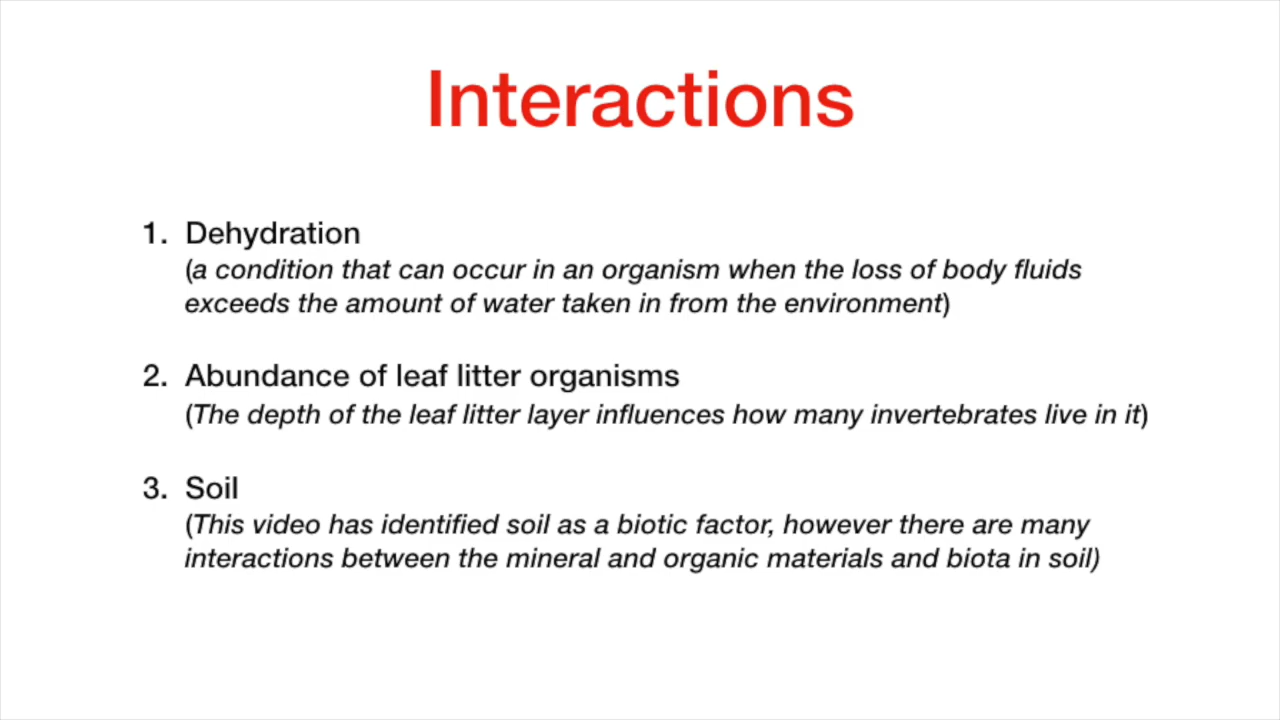 Interactions
1. Dehydration
(a condition that can occur in an organism when the loss of body fluids
exceeds the amount of water taken in from the environment)
2. Abundance of leaf litter organisms
(The depth of the leaf litter layer influences how many invertebrates live in it)
3. Soil
(This video has identified soil as a biotic factor, however there are many
interactions between the mineral and organic materials and biota in soil)